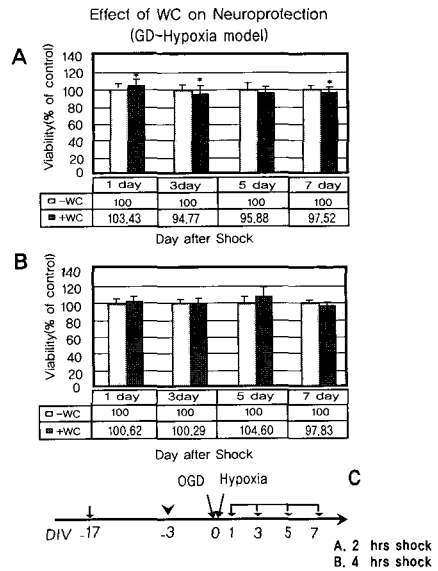 Effect of WC on Neuroprotection
(GD-Hypoxia model)
A
Viability(% of control)
140
120
100
80
60
40
20
0
* * *
1 day 3day 5 day 7 day
-WC 100 100 100 100
+WC 103,43 94,77 95,88 97,52
Day after Shock
B
Viability(% of control)
140
120
100
80
60
40
20
0
1 day 3day 5 day 7 day
-WC 100 100 100 100
+WC 100,62 100,29 104,60 97,83
Day after Shock
C
OGD Hypoxia
DIV -17 -3 0 1 3 5 7
A. 2 hrs shock
B. 4 hrs shock